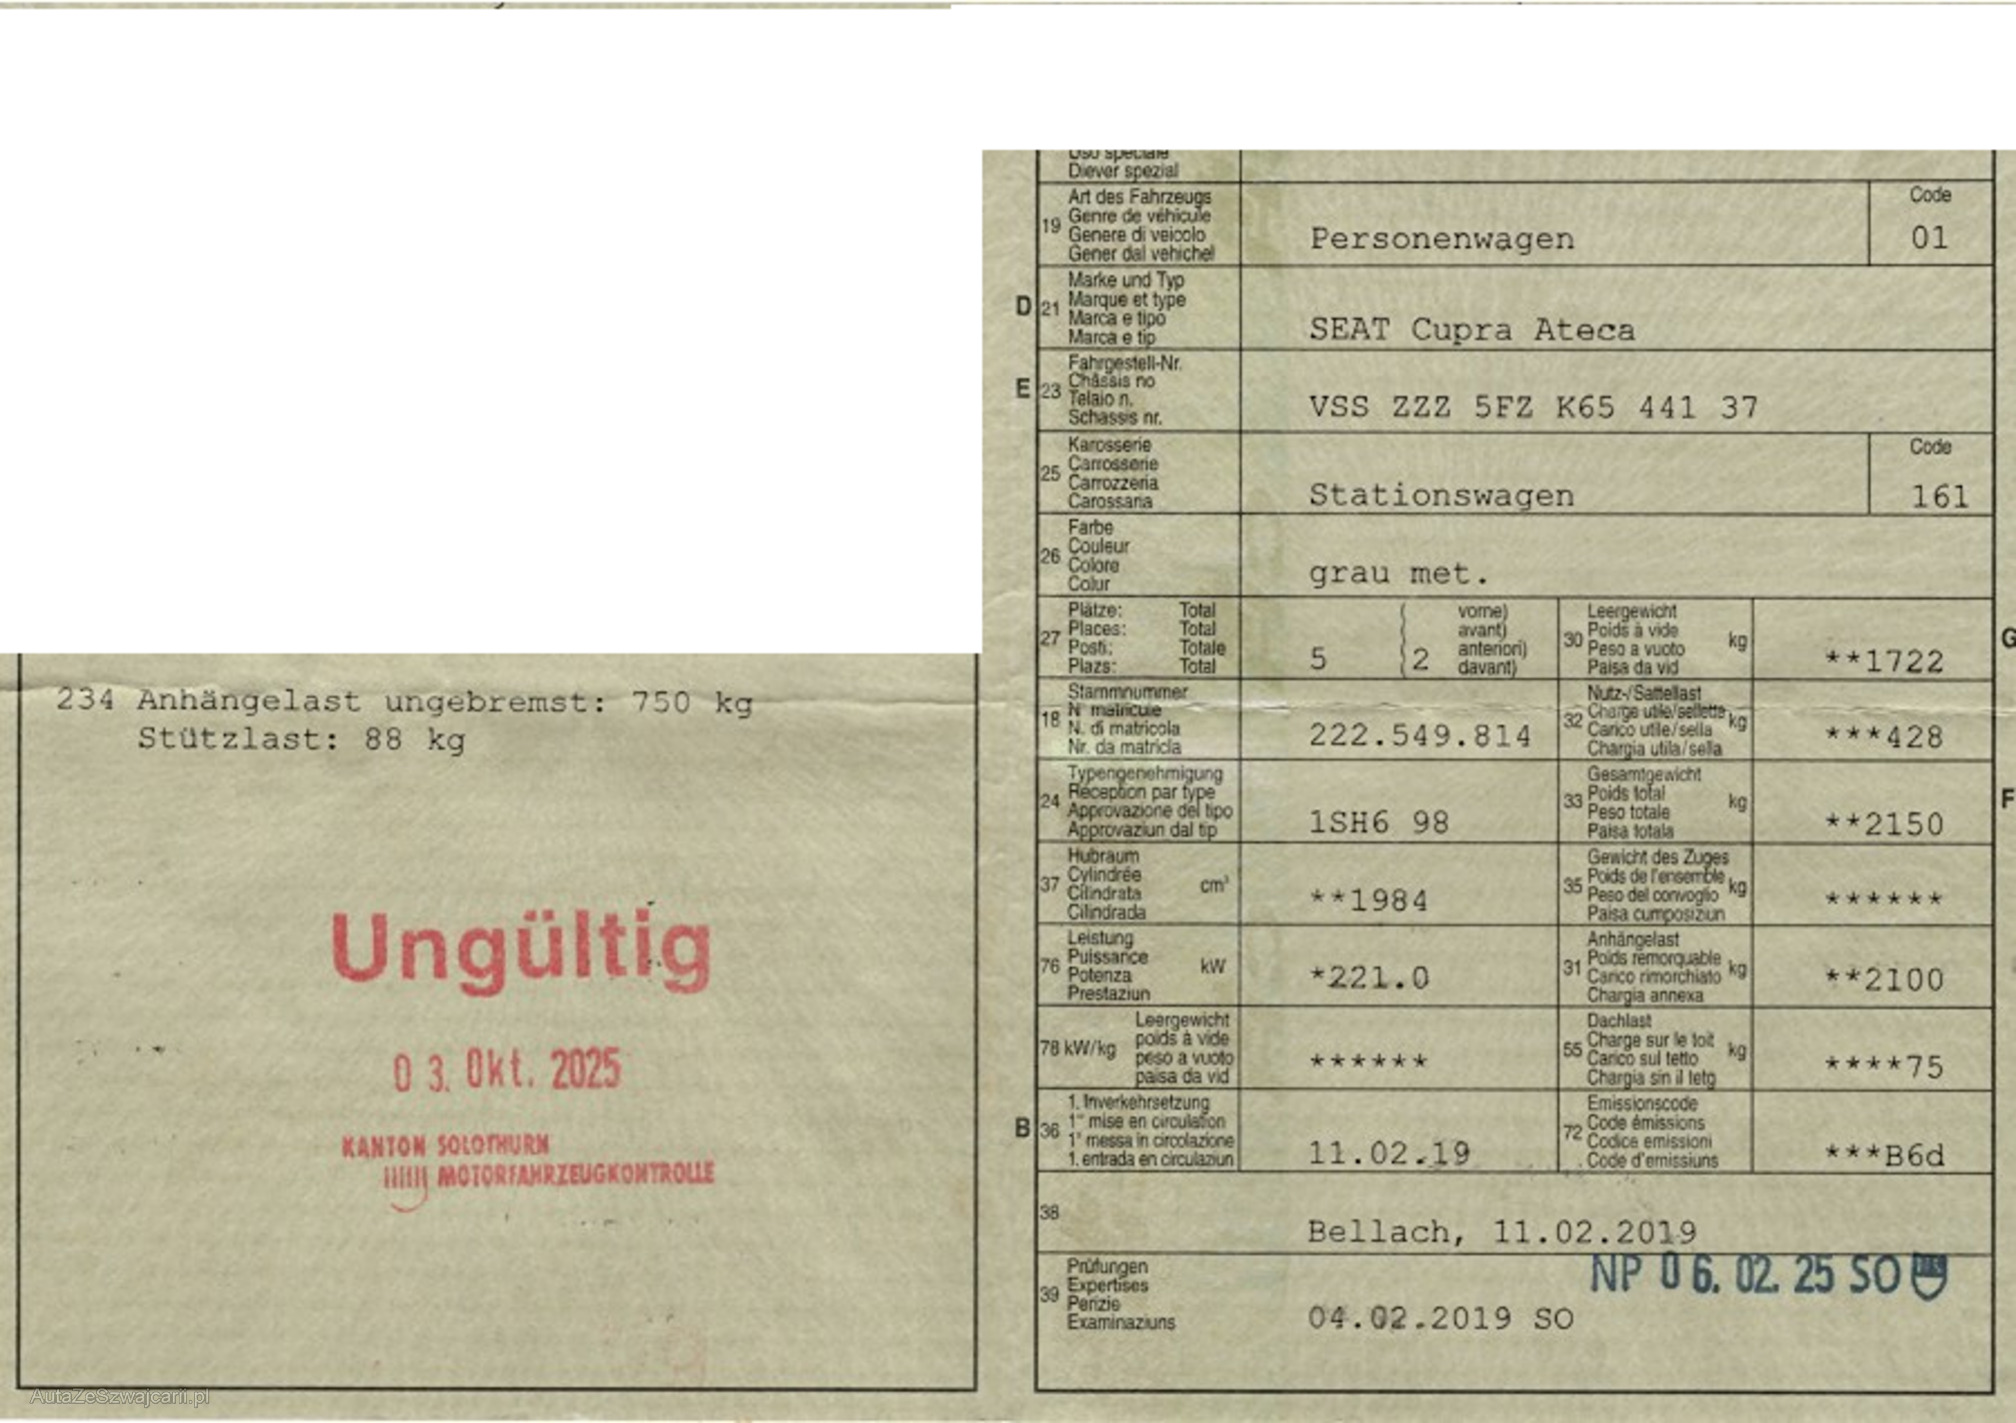 234 Anhängelast ungebremst: 750 kg
Stützlast: 88 kg
Ungültig
0 3. Okt. 2025
KANTON SOLOTHURN
MOTORFAHRZEUGKONTROLLE
AutaZeSzwajcarii.pl
Uso speciale
Diever spezial
19 Art des Fahrzeugs
Genre de véhicule
Genere di veicolo
Gener dal vehichel
Personenwagen
Code
01
D 21 Marke und Typ
Marque et type
Marca e tipo
Marca e tip
SEAT Cupra Ateca
E 23 Fahrgestell-Nr.
Châssis no
Telaio n.
Schassis nr.
VSS ZZZ 5FZ K65 441 37
25 Karosserie
Carrosserie
Carrozzeria
Carossaria
Stationswagen
Code
161
26 Farbe
Couleur
Colore
Colur
grau met.
27 Plätze: Total
Places: Total
Posti: Totale
Plazs: Total
5 ( 2 vorne)
avant)
anteriori)
davant)
30 Leergewicht
Poids à vide
Peso a vuoto
Paisa da vid
kg
**1722
G
18 Stammnummer
N° matricule
N. di matricola
Nr. da matricla
222.549.814
32 Nutz-/Sattellast
Charge utile/sellette
Carico utile/sella
Chargia utila/sella
kg
***428
24 Typengenehmigung
Réception par type
Approvazione del tipo
Approvaziun dal tip
1SH6 98
33 Gesamtgewicht
Poids total
Peso totale
Paisa totala
kg
**2150
F
37 Hubraum
Cylindrée
Cilindrata
Cilindrada
cm³
**1984
35 Gewicht des Zuges
Poids de l'ensemble
Peso del convoglio
Paisa cumposiziun
kg
******
76 Leistung
Puissance
Potenza
Prestaziun
kW
*221.0
31 Anhängelast
Poids remorquable
Carico rimorchiato
Chargia annexa
kg
**2100
78 kW/kg Leergewicht
poids à vide
peso a vuoto
paisa da vid
******
55 Dachlast
Charge sur le toit
Carico sul tetto
Chargia sin il tetg
kg
****75
B 36 1. Inverkehrsetzung
1re mise en circulation
1a messa in circolazione
1. entrada en circulaziun
11.02.19
72 Emissionscode
Code émissions
Codice emissioni
Code d'emissiuns
***B6d
38
Bellach, 11.02.2019
39 Prüfungen
Expertises
Perizie
Examinaziuns
NP 0 6. 02. 25 SO
04.02.2019 SO